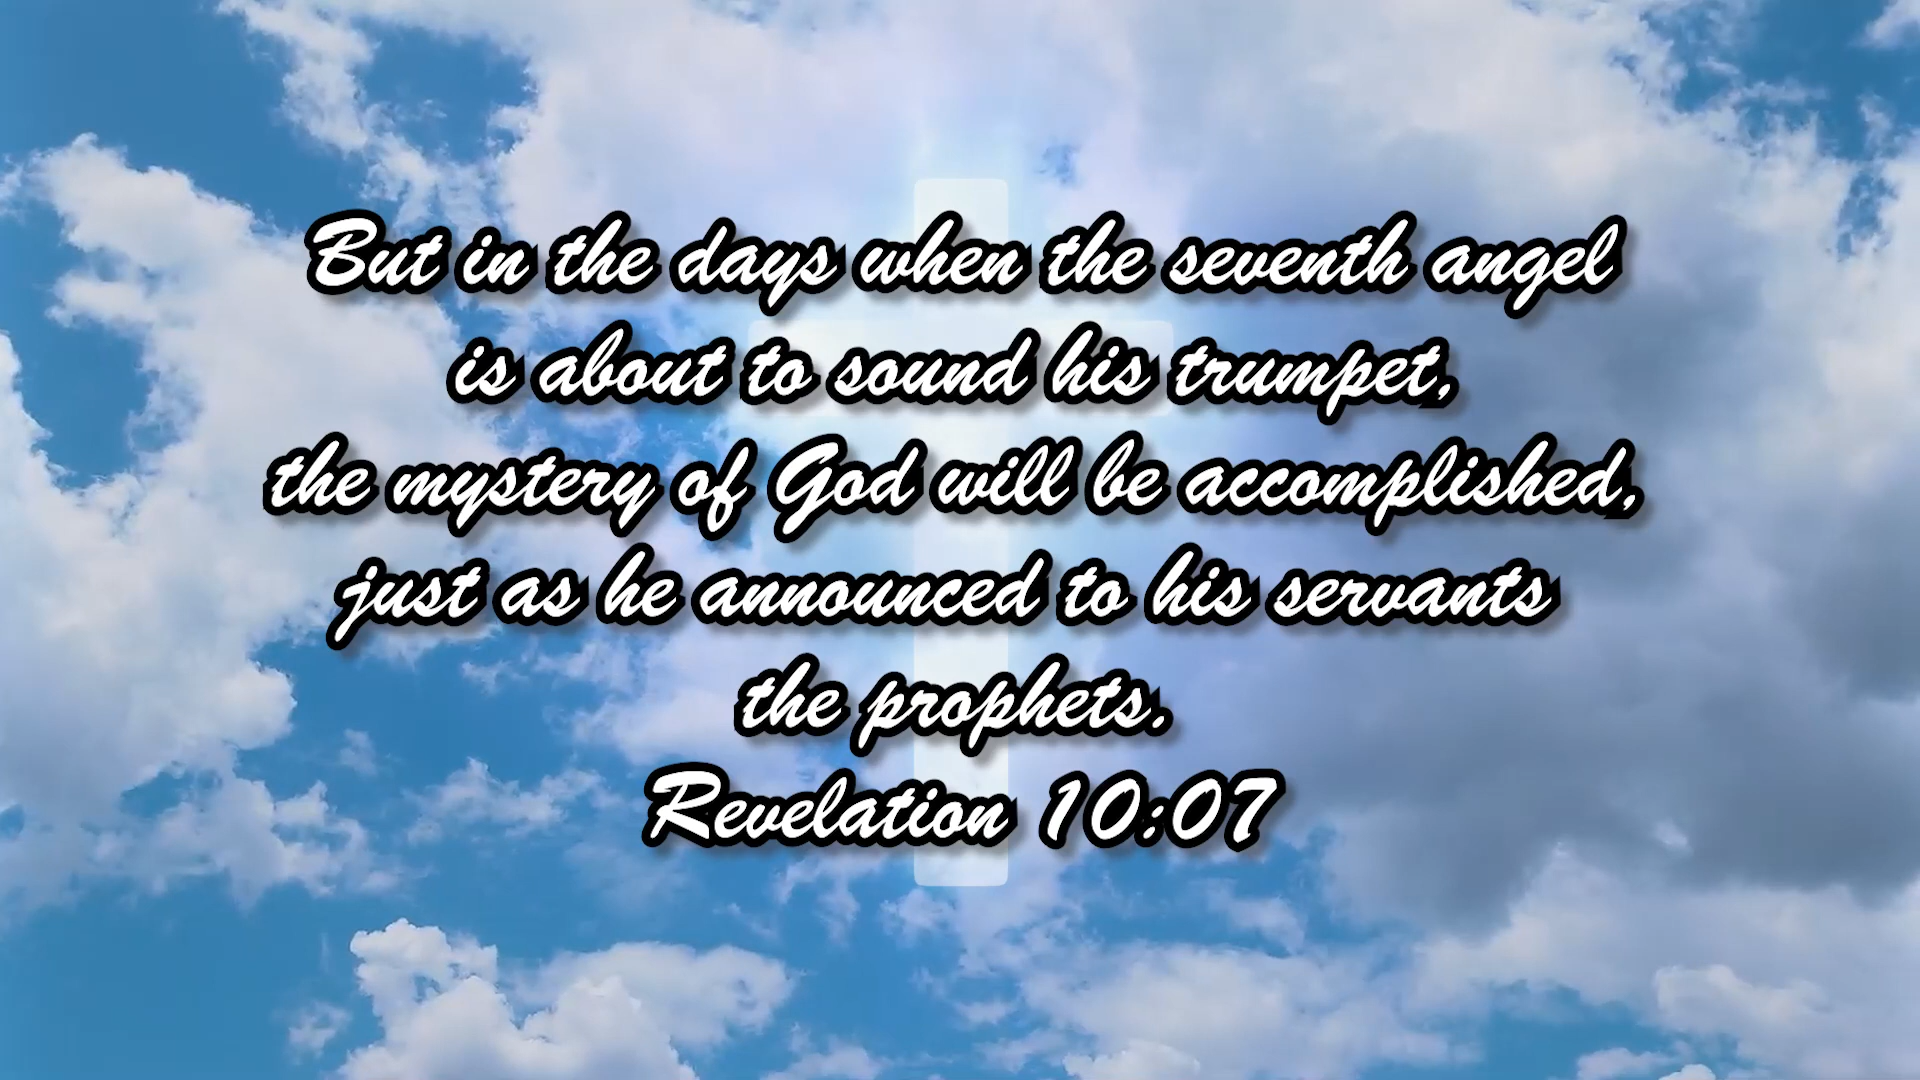 But in the days when the seventh angel
is about to sound his trumpet,
the mystery of God will be accomplished,
just as he announced to his servants
the prophets.
Revelation 10:07